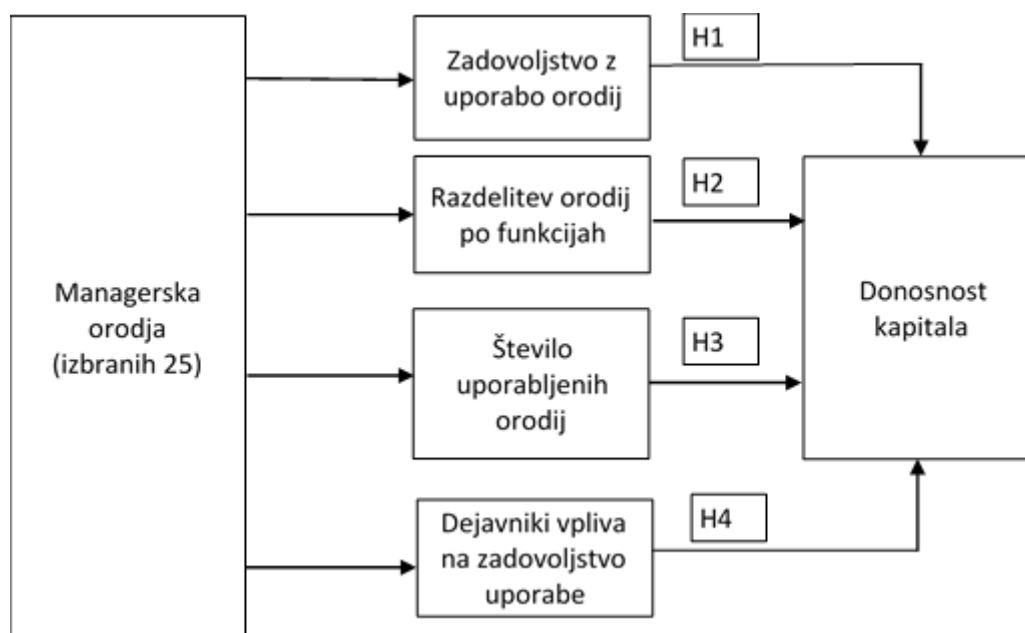 Managerska
orodja
(izbranih 25)
Zadovoljstvo z
uporabo orodij
H1
Razdelitev orodij
po funkcijah
H2
Število
uporabljenih
orodij
H3
Dejavniki vpliva
na zadovoljstvo
uporabe
H4
Donosnost
kapitala